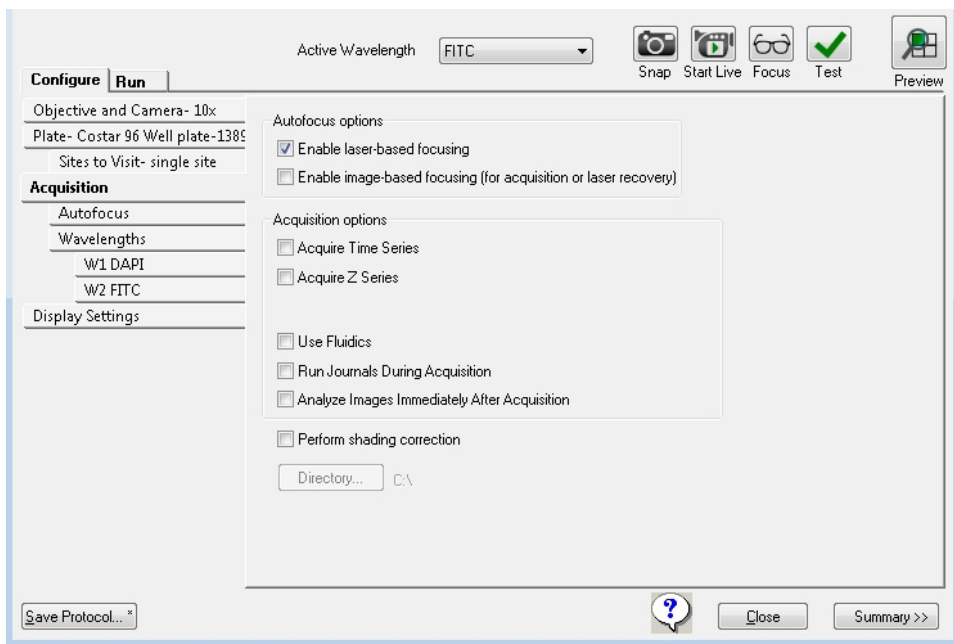 Active Wavelength FITC
Snap Start Live Focus Test
Preview
Configure Run
Objective and Camera- 10x
Plate- Costar 96 Well plate-1389
Sites to Visit- single site
Acquisition
Autofocus
Wavelengths
W1 DAPI
W2 FITC
Display Settings
Autofocus options
Enable laser-based focusing
Enable image-based focusing (for acquisition or laser recovery)
Acquisition options
Acquire Time Series
Acquire Z Series
Use Fluidics
Run Journals During Acquisition
Analyze Images Immediately After Acquisition
Perform shading correction
Directory... C:\
Save Protocol... *
?
Close
Summary >>